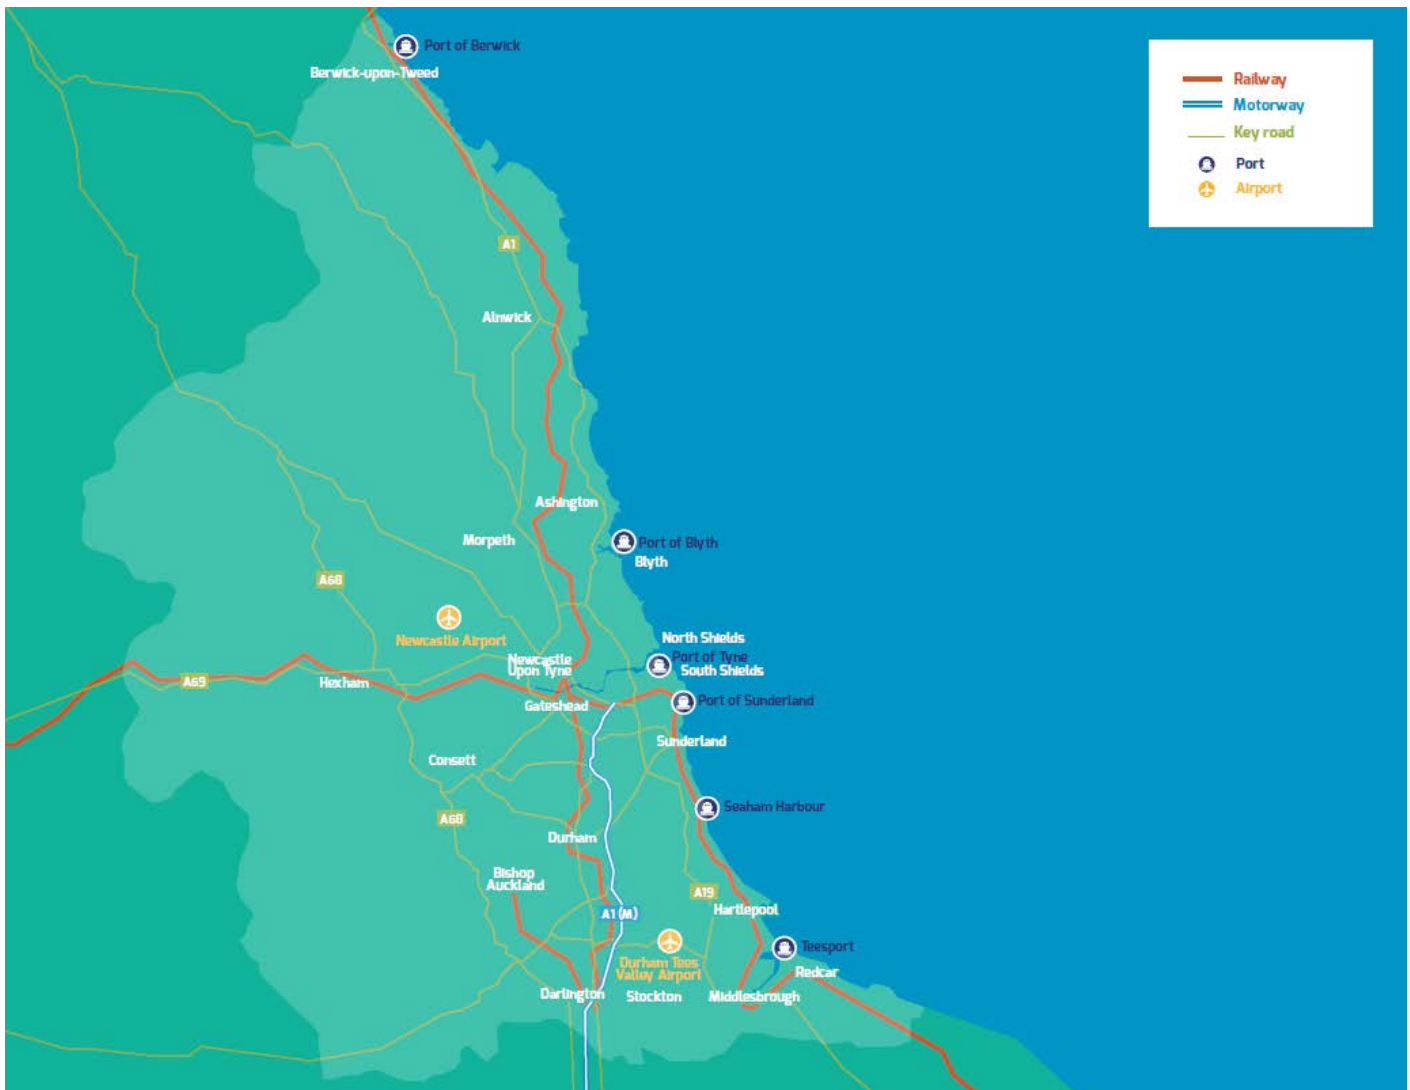 Port of Berwick
Berwick-upon-Tweed
Railway
Motorway
Key road
Port
Airport
A1
Alnwick
Ashington
Morpeth
Port of Blyth
Blyth
A68
Newcastle Airport
North Shields
Port of Tyne
South Shields
Newcastle
Upon Tyne
A69
Hexham
Gateshead
Port of Sunderland
Sunderland
Consett
Seaham Harbour
A68
Durham
Bishop
Auckland
A19
A1 (M)
Hartlepool
Teesport
Durham Tees
Valley Airport
Redcar
Darlington
Stockton
Middlesbrough